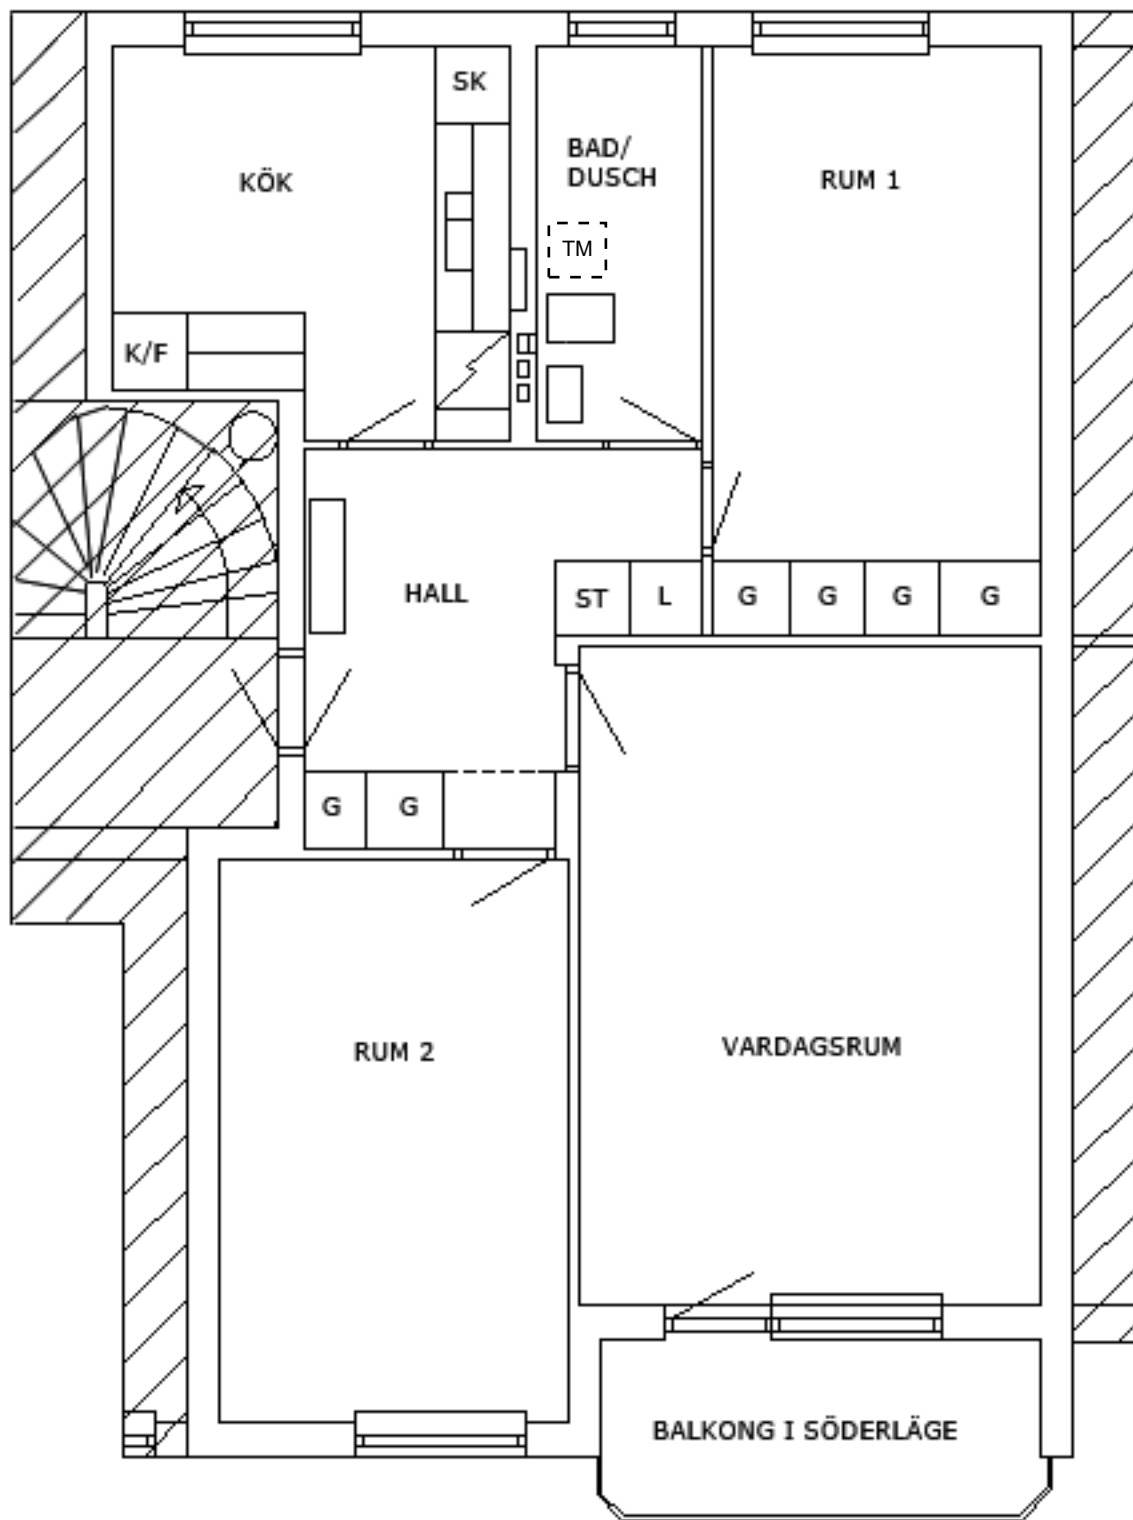 SK
KÖK
BAD/
DUSCH
RUM 1
TM
K/F
HALL
ST
L
G
G
G
G
G
G
RUM 2
VARDAGSRUM
BALKONG I SÖDERLÄGE